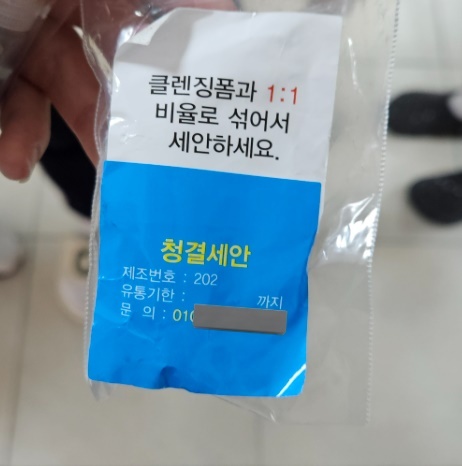 클렌징폼과 1:1
비율로 섞어서
세안하세요.
청결세안
제조번호 : 202
유통기한 : 까지
문 의 : 010